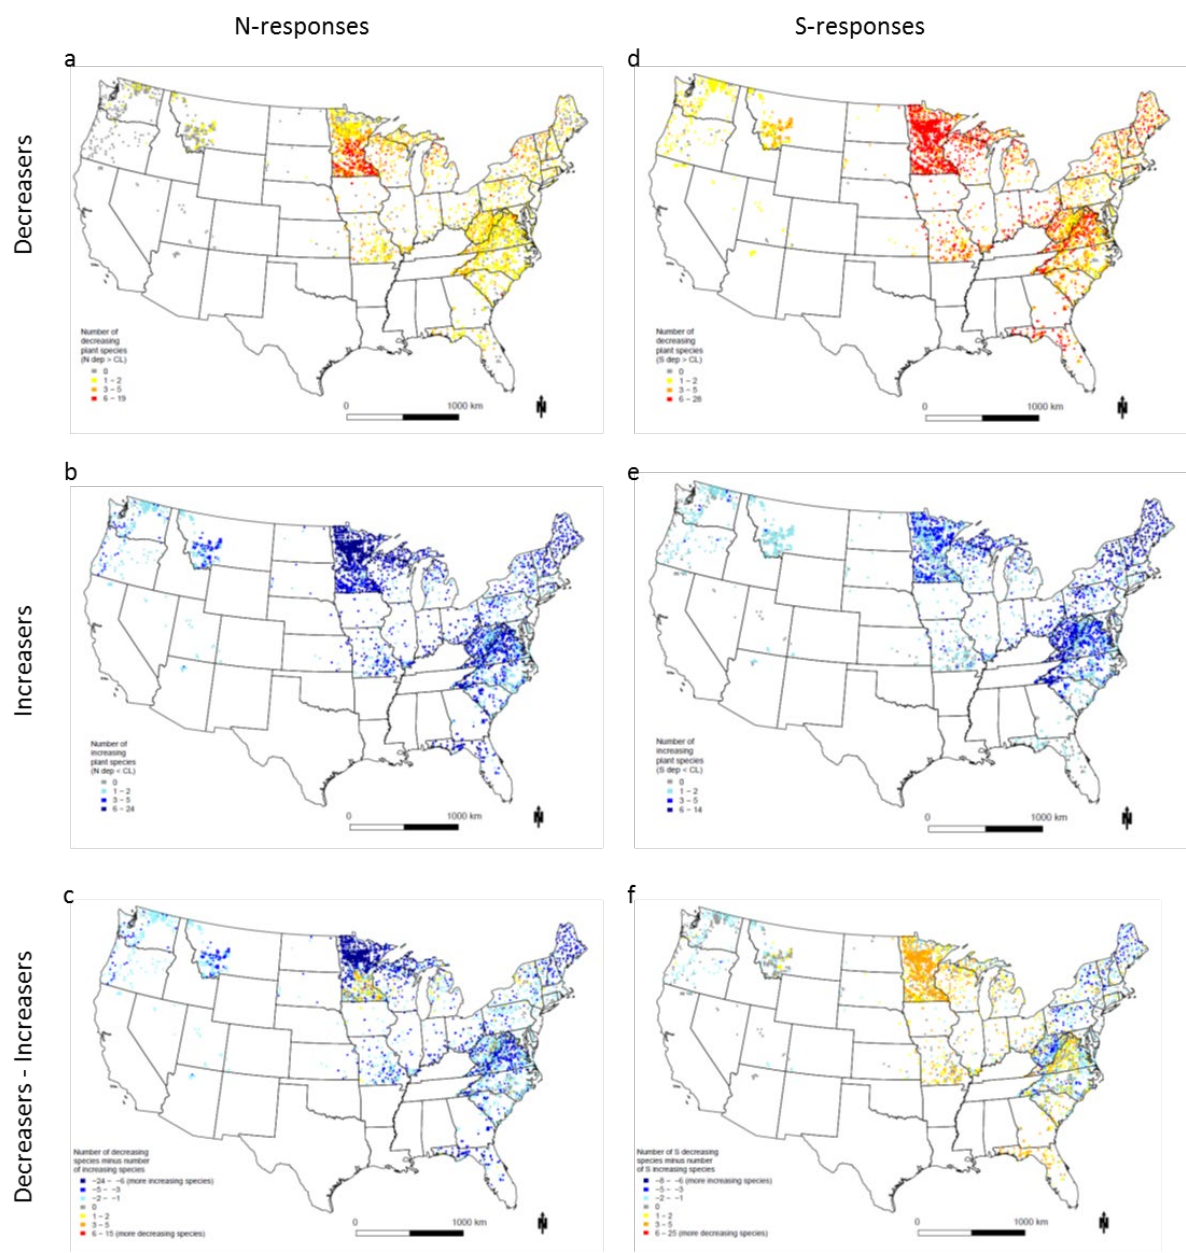 N-responses
S-responses
a
d
Decreasers
Number of
decreasing
plant species
(N dep > CL)
0
1 – 2
3 – 5
6 – 19
0
1000 km
N
Number of
decreasing
plant species
(S dep > CL)
0
1 – 2
3 – 5
6 – 28
0
1000 km
N
b
e
Increasers
Number of
increasing
plant species
(N dep < CL)
0
1 – 2
3 – 5
6 – 24
0
1000 km
N
Number of
increasing
plant species
(S dep < CL)
0
1 – 2
3 – 5
6 – 14
0
1000 km
N
c
f
Decreasers - Increasers
Number of decreasing
species minus number
of increasing species
−24 – −6 (more increasing species)
−5 – −3
−2 – −1
0
1 – 2
3 – 5
6 – 15 (more decreasing species)
0
1000 km
N
Number of S decreasing
species minus number
of S increasing species
−8 – −6 (more increasing species)
−5 – −3
−2 – −1
0
1 – 2
3 – 5
6 – 25 (more decreasing species)
0
1000 km
N